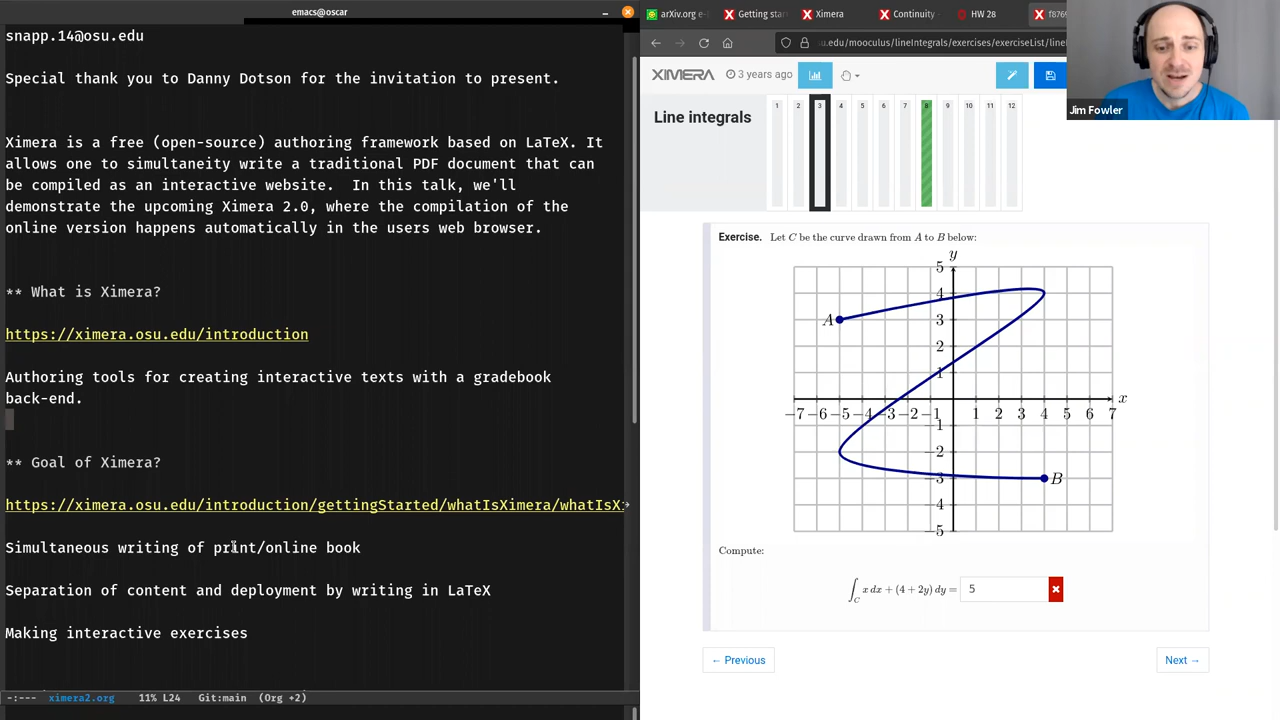 emacs@oscar
snapp.14@osu.edu
Special thank you to Danny Dotson for the invitation to present.
Ximera is a free (open-source) authoring framework based on LaTeX. It
allows one to simultaneity write a traditional PDF document that can
be compiled as an interactive website.  In this talk, we'll
demonstrate the upcoming Ximera 2.0, where the compilation of the
online version happens automatically in the users web browser.
** What is Ximera?
https://ximera.osu.edu/introduction
Authoring tools for creating interactive texts with a gradebook
back-end.
** Goal of Ximera?
https://ximera.osu.edu/introduction/gettingStarted/whatIsXimera/whatIsXi
Simultaneous writing of print/online book
Separation of content and deployment by writing in LaTeX
Making interactive exercises
-:--- ximera2.org 11% L24 Git:main (Org +2)
arXiv.org e- Getting star Ximera Continuity HW 28 f8769
.edu/mooculus/lineIntegrals/exercises/exerciseList/line
XIMERA 3 years ago
Jim Fowler
Line integrals
1 2 3 4 5 6 7 8 9 10 11 12
Exercise. Let C be the curve drawn from A to B below:
y
5
4
3
2
1
−7 −6 −5 −4 −3 −2 −1 1 2 3 4 5 6 7
x
−1
−2
−3
−4
−5
A
B
Compute:
∫C x dx + (4 + 2y) dy = 5
← Previous
Next →